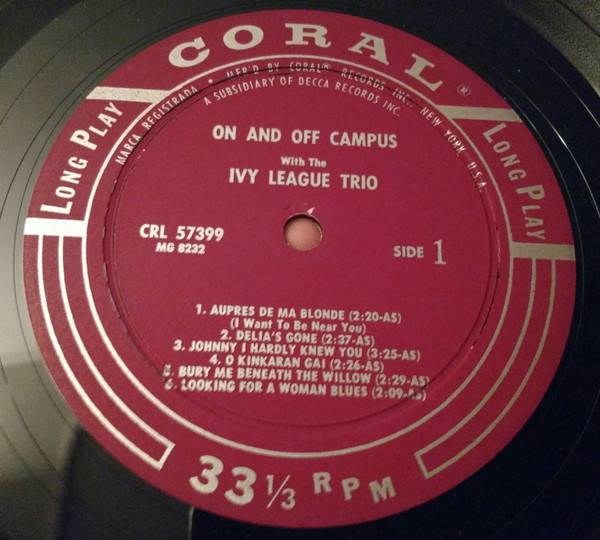 CORAL®
MARCA REGISTRADA • MFR'D BY CORAL® RECORDS INC., NEW YORK, U.S.A.
A SUBSIDIARY OF DECCA RECORDS INC.
LONG PLAY
LONG PLAY
ON AND OFF CAMPUS
With The
IVY LEAGUE TRIO
CRL 57399
MG 8232
SIDE 1
1. AUPRES DE MA BLONDE (2:20-AS)
(I Want To Be Near You)
2. DELIA'S GONE (2:37-AS)
3. JOHNNY I HARDLY KNEW YOU (3:25-AS)
4. O KINKARAN GAI (2:26-AS)
5. BURY ME BENEATH THE WILLOW (2:29-AS)
6. LOOKING FOR A WOMAN BLUES (2:09-AS)
33 1/3 RPM